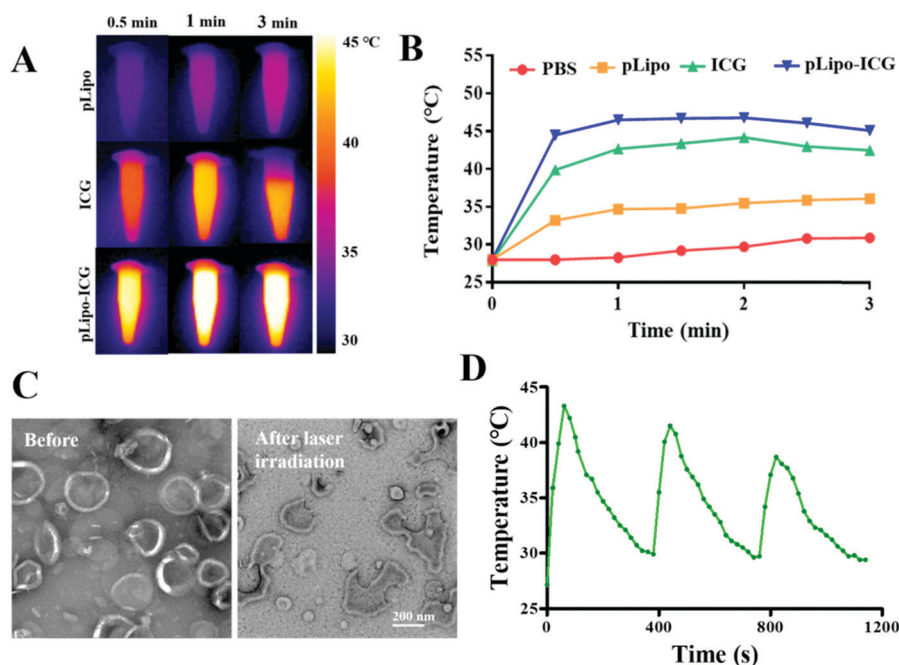 A
0.5 min
1 min
3 min
pLipo
ICG
pLipo-ICG
45 °C
40
35
30
B
PBS
pLipo
ICG
pLipo-ICG
Temperature (°C)
55
50
45
40
35
30
25
0
1
2
3
Time (min)
C
Before
After laser
irradiation
200 nm
D
Temperature (°C)
45
40
35
30
25
0
400
800
1200
Time (s)